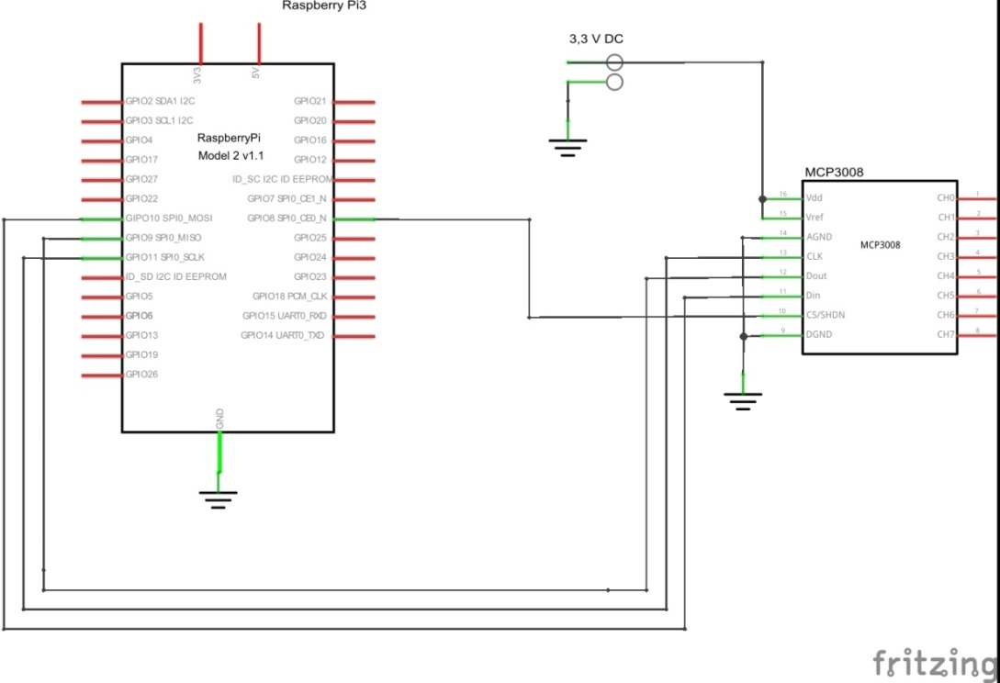 Raspberry Pi3
3V3
5V
GPIO2 SDA1 I2C
GPIO3 SCL1 I2C
GPIO4
GPIO17
GPIO27
GPIO22
GIPO10 SPI0_MOSI
GPIO9 SPI0_MISO
GPIO11 SPI0_SCLK
ID_SD I2C ID EEPROM
GPIO5
GPIO6
GPIO13
GPIO19
GPIO26
RaspberryPi
Model 2 v1.1
GPIO21
GPIO20
GPIO16
GPIO12
ID_SC I2C ID EEPROM
GPIO7 SPI0_CE1_N
GPIO8 SPI0_CE0_N
GPIO25
GPIO24
GPIO23
GPIO18 PCM_CLK
GPIO15 UART0_RXD
GPIO14 UART0_TXD
GND
3,3 V DC
MCP3008
16 Vdd
15 Vref
14 AGND
13 CLK
12 Dout
11 Din
10 CS/SHDN
9 DGND
MCP3008
CH0 1
CH1 2
CH2 3
CH3 4
CH4 5
CH5 6
CH6 7
CH7 8
fritzing